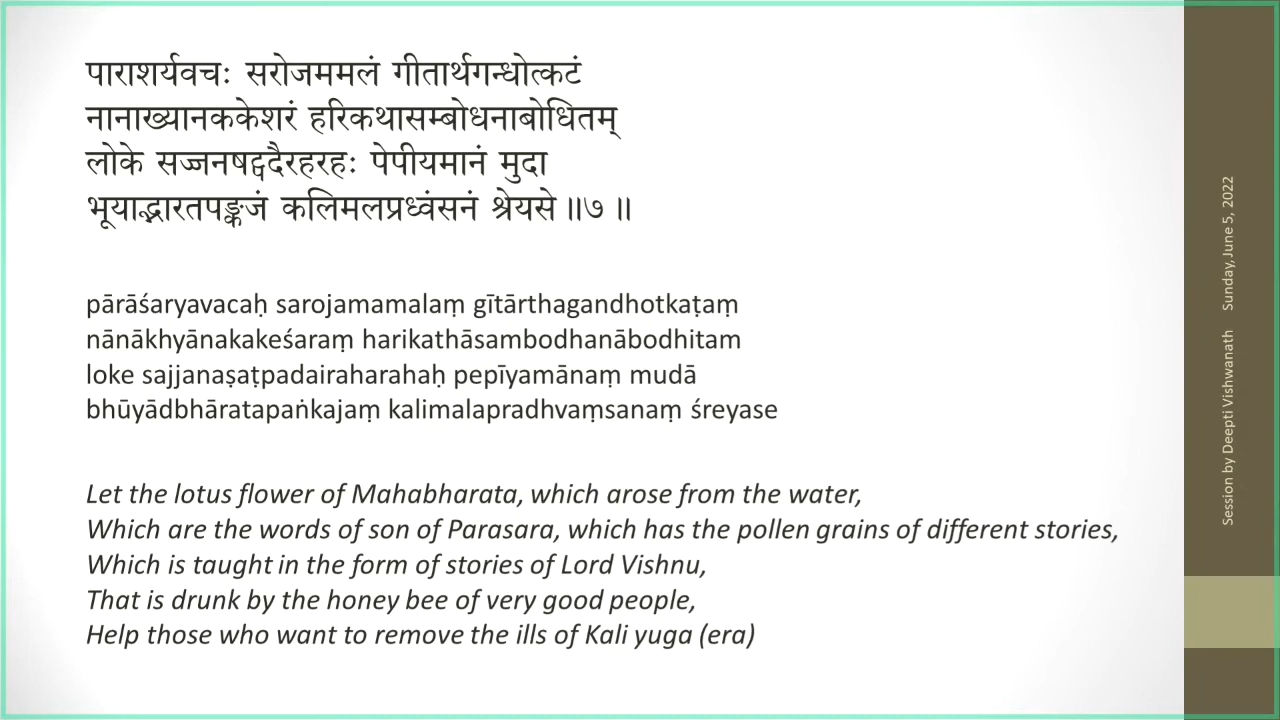 पाराशर्यवचः सरोजममलं गीतार्थगन्धोत्कटं
नानाख्यानककेशरं हरिकथासम्बोधनाबोधितम्
लोके सज्जनषट्पदैरहरहः पेपीयमानं मुदा
भूयाद्भारतपङ्कजं कलिमलप्रध्वंसनं श्रेयसे ॥७॥
pārāśaryavacaḥ sarojamamalaṃ gītārthagandhotkaṭaṃ
nānākhyānakakeśaraṃ harikathāsambodhanābodhitam
loke sajjanaṣaṭpadairaharahaḥ pepīyamānaṃ mudā
bhūyādbhāratapaṅkajaṃ kalimalapradhvaṃsanaṃ śreyase
Let the lotus flower of Mahabharata, which arose from the water,
Which are the words of son of Parasara, which has the pollen grains of different stories,
Which is taught in the form of stories of Lord Vishnu,
That is drunk by the honey bee of very good people,
Help those who want to remove the ills of Kali yuga (era)
Session by Deepti Vishwanath Sunday, June 5, 2022